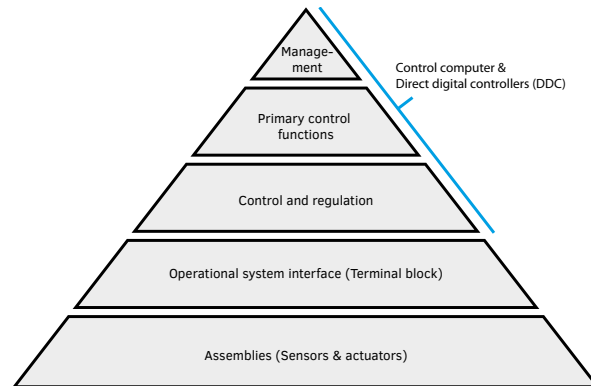 Manage-
ment
Control computer &
Direct digital controllers (DDC)
Primary control
functions
Control and regulation
Operational system interface (Terminal block)
Assemblies (Sensors & actuators)